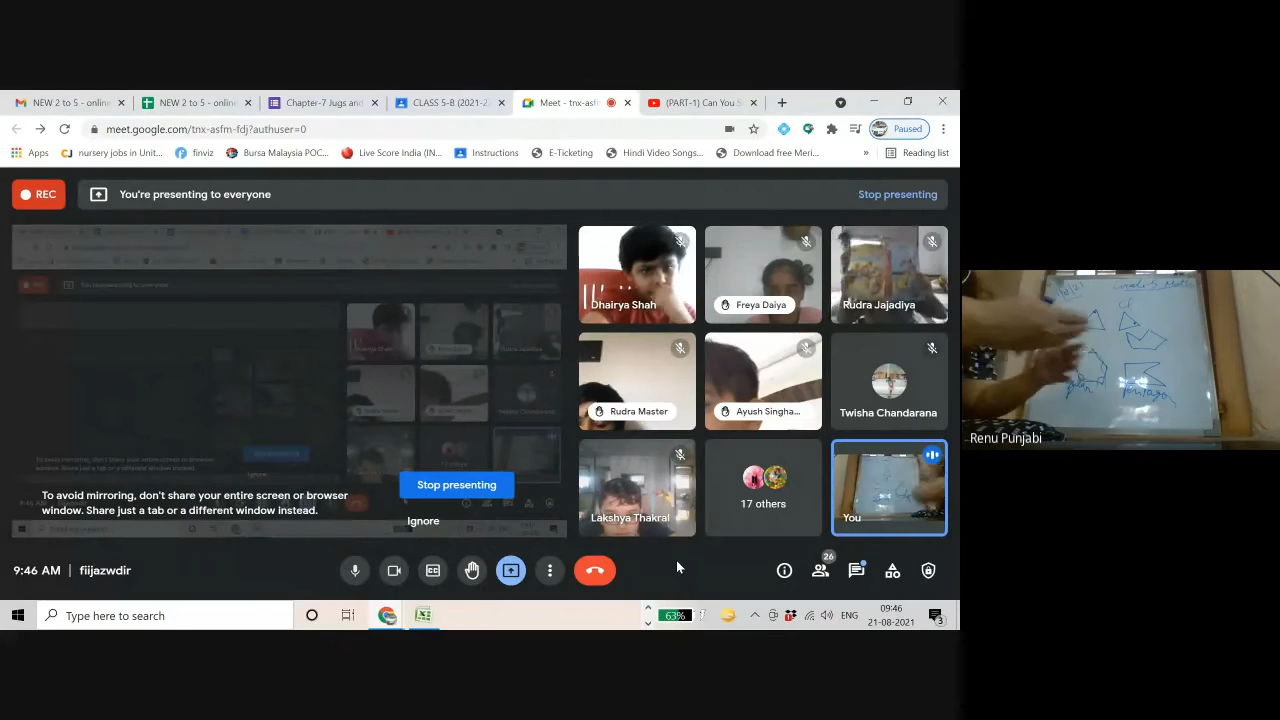 NEW 2 to 5 - online
NEW 2 to 5 - online
Chapter-7 Jugs and
CLASS 5-B (2021-2
Meet - tnx-asfm
(PART-1) Can You S
meet.google.com/tnx-asfm-fdj?authuser=0
Paused
Apps
nursery jobs in Unit...
finviz
Bursa Malaysia POC...
Live Score India (IN...
Instructions
E-Ticketing
Hindi Video Songs...
Download free Meri...
»
Reading list
REC
You're presenting to everyone
Stop presenting
Dhairya Shah
Freya Daiya
Rudra Jajadiya
Rudra Master
Ayush Singha...
Twisha Chandarana
Lakshya Thakral
17 others
You
To avoid mirroring, don't share your entire screen or browser
window. Share just a tab or a different window instead.
Stop presenting
Ignore
9:46 AM | fiijazwdir
26
Type here to search
63%
ENG
09:46
21-08-2021
3
Grade-5 Maths
Pentagon
Renu Punjabi